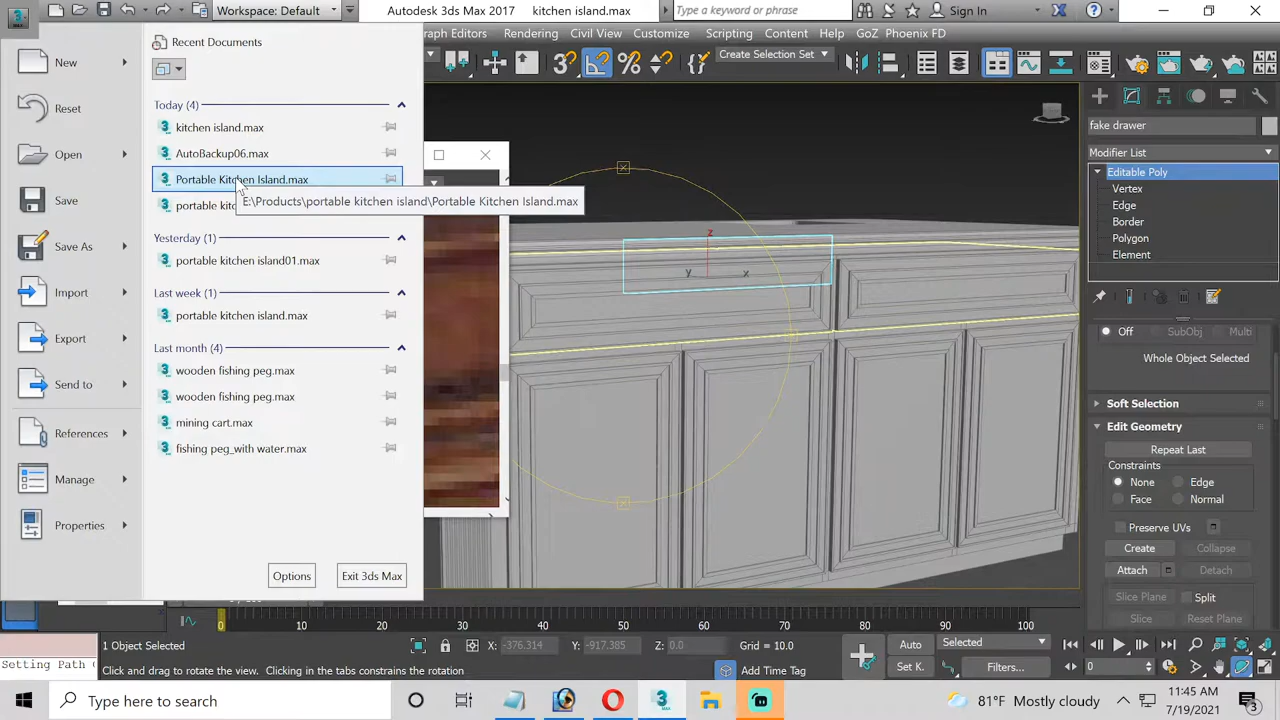 Workspace: Default
Autodesk 3ds Max 2017
kitchen island.max
Type a keyword or phrase
Sign In
raph Editors
Rendering
Civil View
Customize
Scripting
Content
Help
GoZ
Phoenix FD
Create Selection Set
New
Reset
Open
Save
Save As
Import
Export
Send to
References
Manage
Properties
Recent Documents
Today (4)
kitchen island.max
AutoBackup06.max
Portable Kitchen Island.max
portable kitc
E:\Products\portable kitchen island\Portable Kitchen Island.max
Yesterday (1)
portable kitchen island01.max
Last week (1)
portable kitchen island.max
Last month (4)
wooden fishing peg.max
wooden fishing peg.max
mining cart.max
fishing peg_with water.max
Options
Exit 3ds Max
z
y
x
fake drawer
Modifier List
Editable Poly
Vertex
Edge
Border
Polygon
Element
Off
SubObj
Multi
Whole Object Selected
Soft Selection
Edit Geometry
Repeat Last
Constraints
None
Edge
Face
Normal
Preserve UVs
Create
Collapse
Attach
Detach
Slice Plane
Split
Slice
Reset Plane
0
10
20
30
40
50
60
70
80
90
100
1 Object Selected
X: -376.314
Y: -917.385
Z: 0.0
Grid = 10.0
Auto
Selected
Setting Path
Click and drag to rotate the view. Clicking in the tabs constrains the rotation
Add Time Tag
Set K.
Filters...
0
Type here to search
81°F
Mostly cloudy
11:45 AM
7/19/2021
3